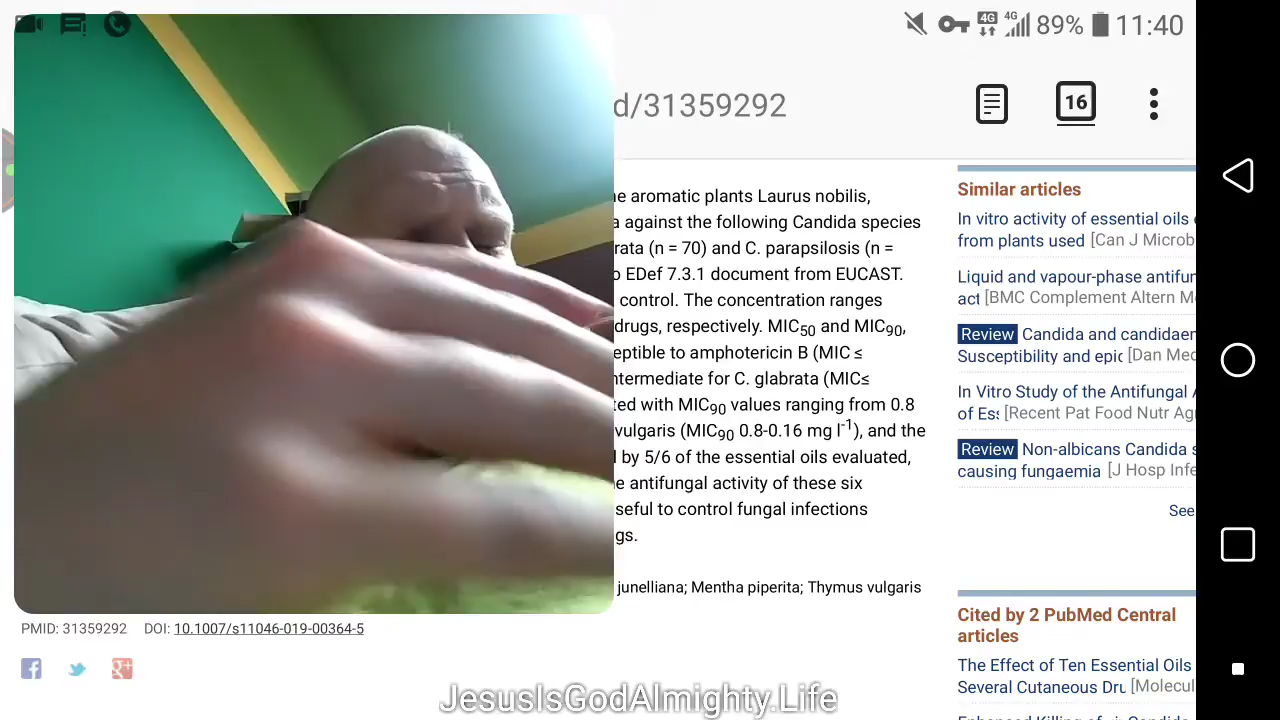 4G 4G 89% 11:40
d/31359292
16
e aromatic plants Laurus nobilis,
a against the following Candida species
rata (n = 70) and C. parapsilosis (n =
o EDef 7.3.1 document from EUCAST.
control. The concentration ranges
drugs, respectively. MIC50 and MIC90,
eptible to amphotericin B (MIC ≤
ntermediate for C. glabrata (MIC≤
ted with MIC90 values ranging from 0.8
vulgaris (MIC90 0.8-0.16 mg l-1), and the
l by 5/6 of the essential oils evaluated,
e antifungal activity of these six
seful to control fungal infections
gs.
junelliana; Mentha piperita; Thymus vulgaris
PMID: 31359292 DOI: 10.1007/s11046-019-00364-5
Similar articles
In vitro activity of essential oils
from plants used [Can J Microb
Liquid and vapour-phase antifun
act [BMC Complement Altern M
Review Candida and candidaen
Susceptibility and epic [Dan Med
In Vitro Study of the Antifungal A
of Ess [Recent Pat Food Nutr Ag
Review Non-albicans Candida s
causing fungaemia [J Hosp Infe
See
Cited by 2 PubMed Central
articles
The Effect of Ten Essential Oils
Several Cutaneous Dru [Molecul
JesusIsGodAlmighty.Life